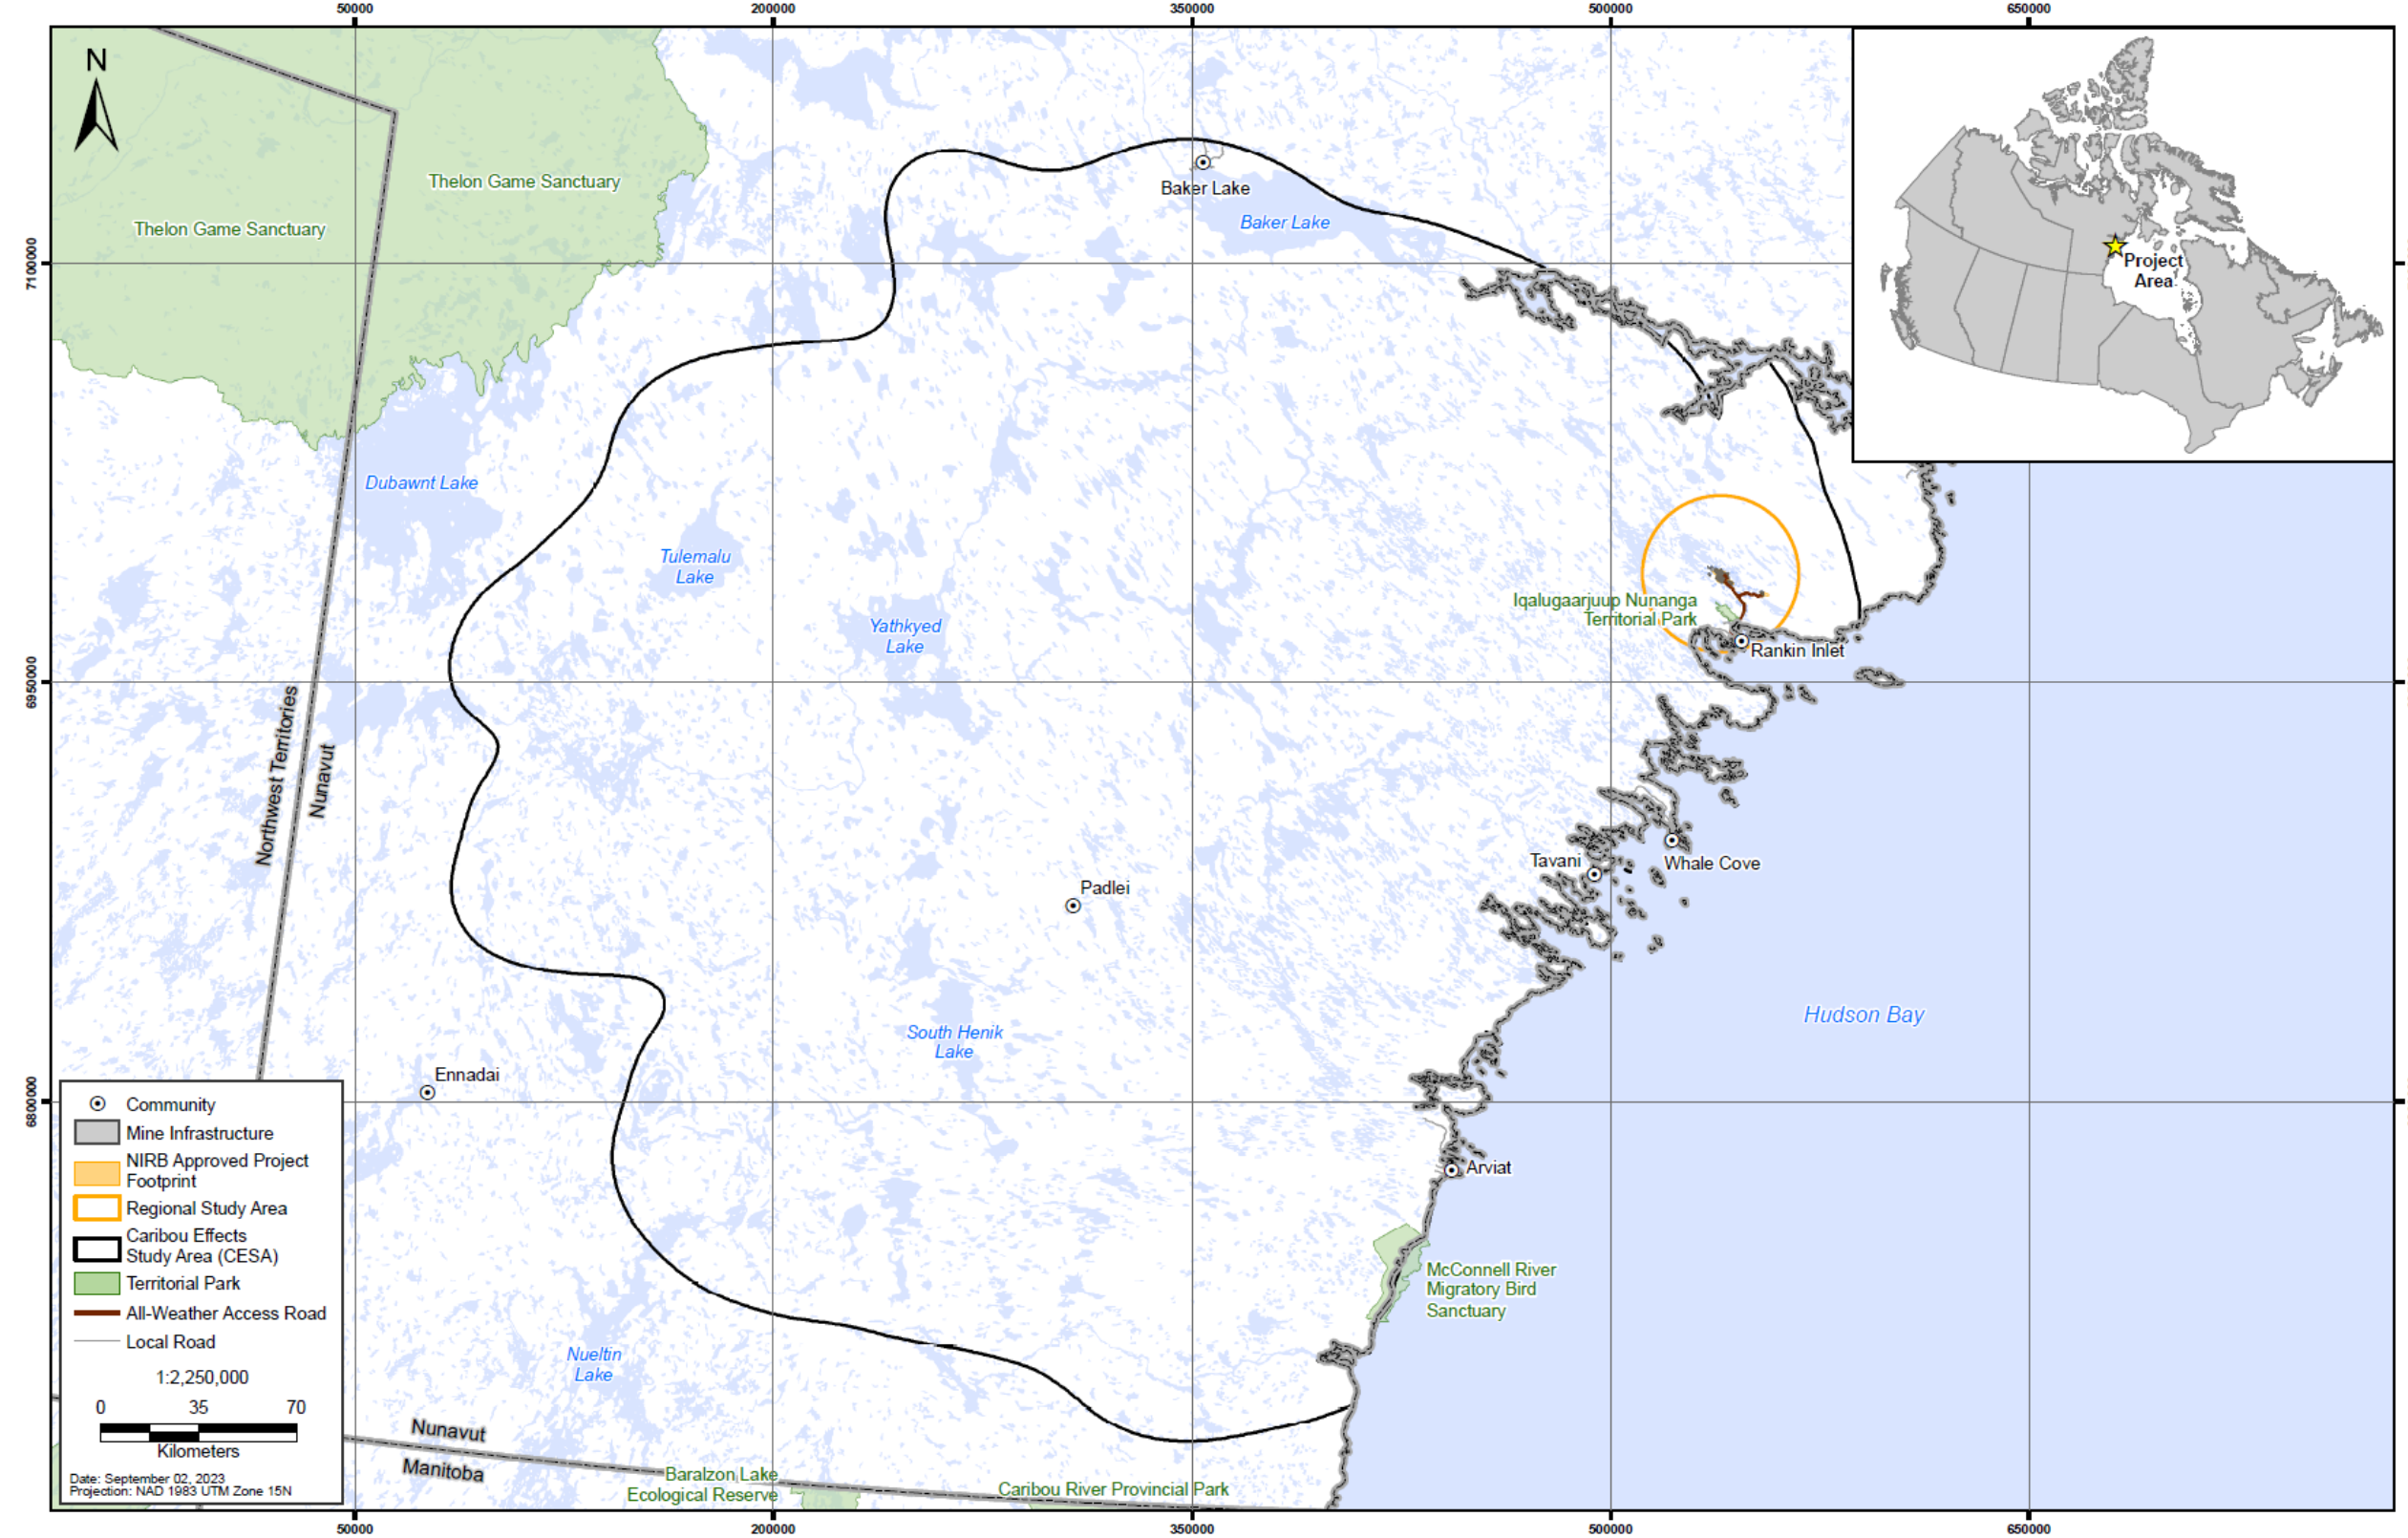 50000
200000
350000
500000
650000
N
Thelon Game Sanctuary
Thelon Game Sanctuary
Baker Lake
Baker Lake
Project
Area
7100000
Dubawnt Lake
Tulemalu
Lake
Yathkyed
Lake
Iqalugaarjuup Nunanga
Territorial Park
Rankin Inlet
6950000
Northwest Territories
Nunavut
Tavani
Whale Cove
Padlei
South Henik
Lake
Hudson Bay
Ennadai
6800000
Arviat
McConnell River
Migratory Bird
Sanctuary
Nueltin
Lake
Nunavut
Manitoba
Baralzon Lake
Ecological Reserve
Caribou River Provincial Park
Community
Mine Infrastructure
NIRB Approved Project
Footprint
Regional Study Area
Caribou Effects
Study Area (CESA)
Territorial Park
All-Weather Access Road
Local Road
1:2,250,000
0 35 70
Kilometers
Date: September 02, 2023
Projection: NAD 1983 UTM Zone 15N
50000
200000
350000
500000
650000